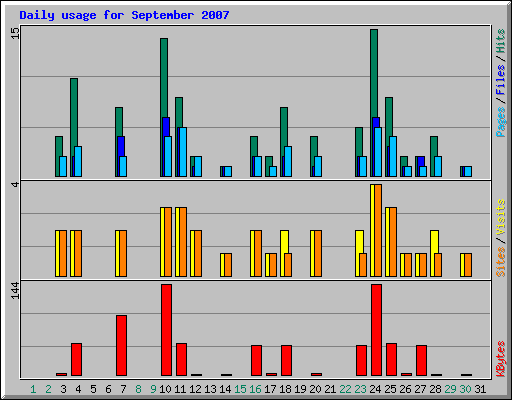 Daily usage for September 2007
15
Pages / Files / Hits
4
Sites / Visits
144
KBytes
1 2 3 4 5 6 7 8 9 10 11 12 13 14 15 16 17 18 19 20 21 22 23 24 25 26 27 28 29 30 31